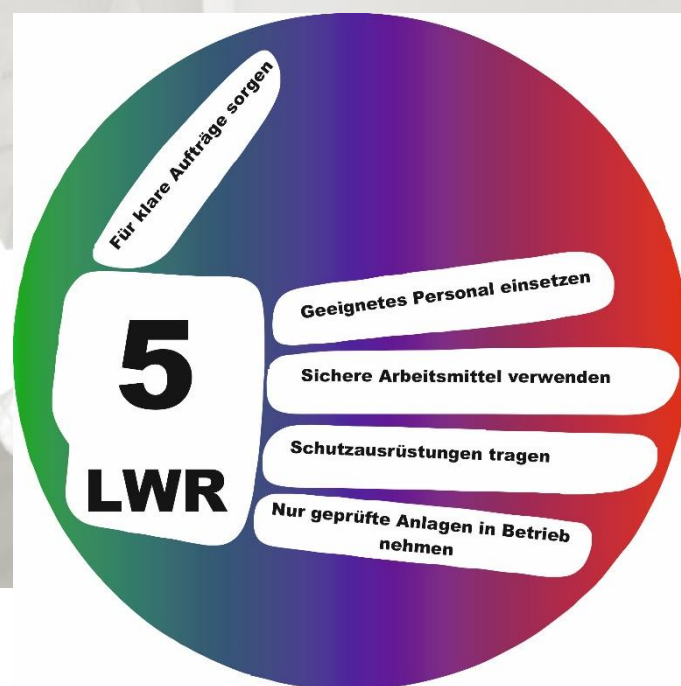 Für klare Aufträge sorgen
Geeignetes Personal einsetzen
Sichere Arbeitsmittel verwenden
Schutzausrüstungen tragen
Nur geprüfte Anlagen in Betrieb
nehmen
5
LWR